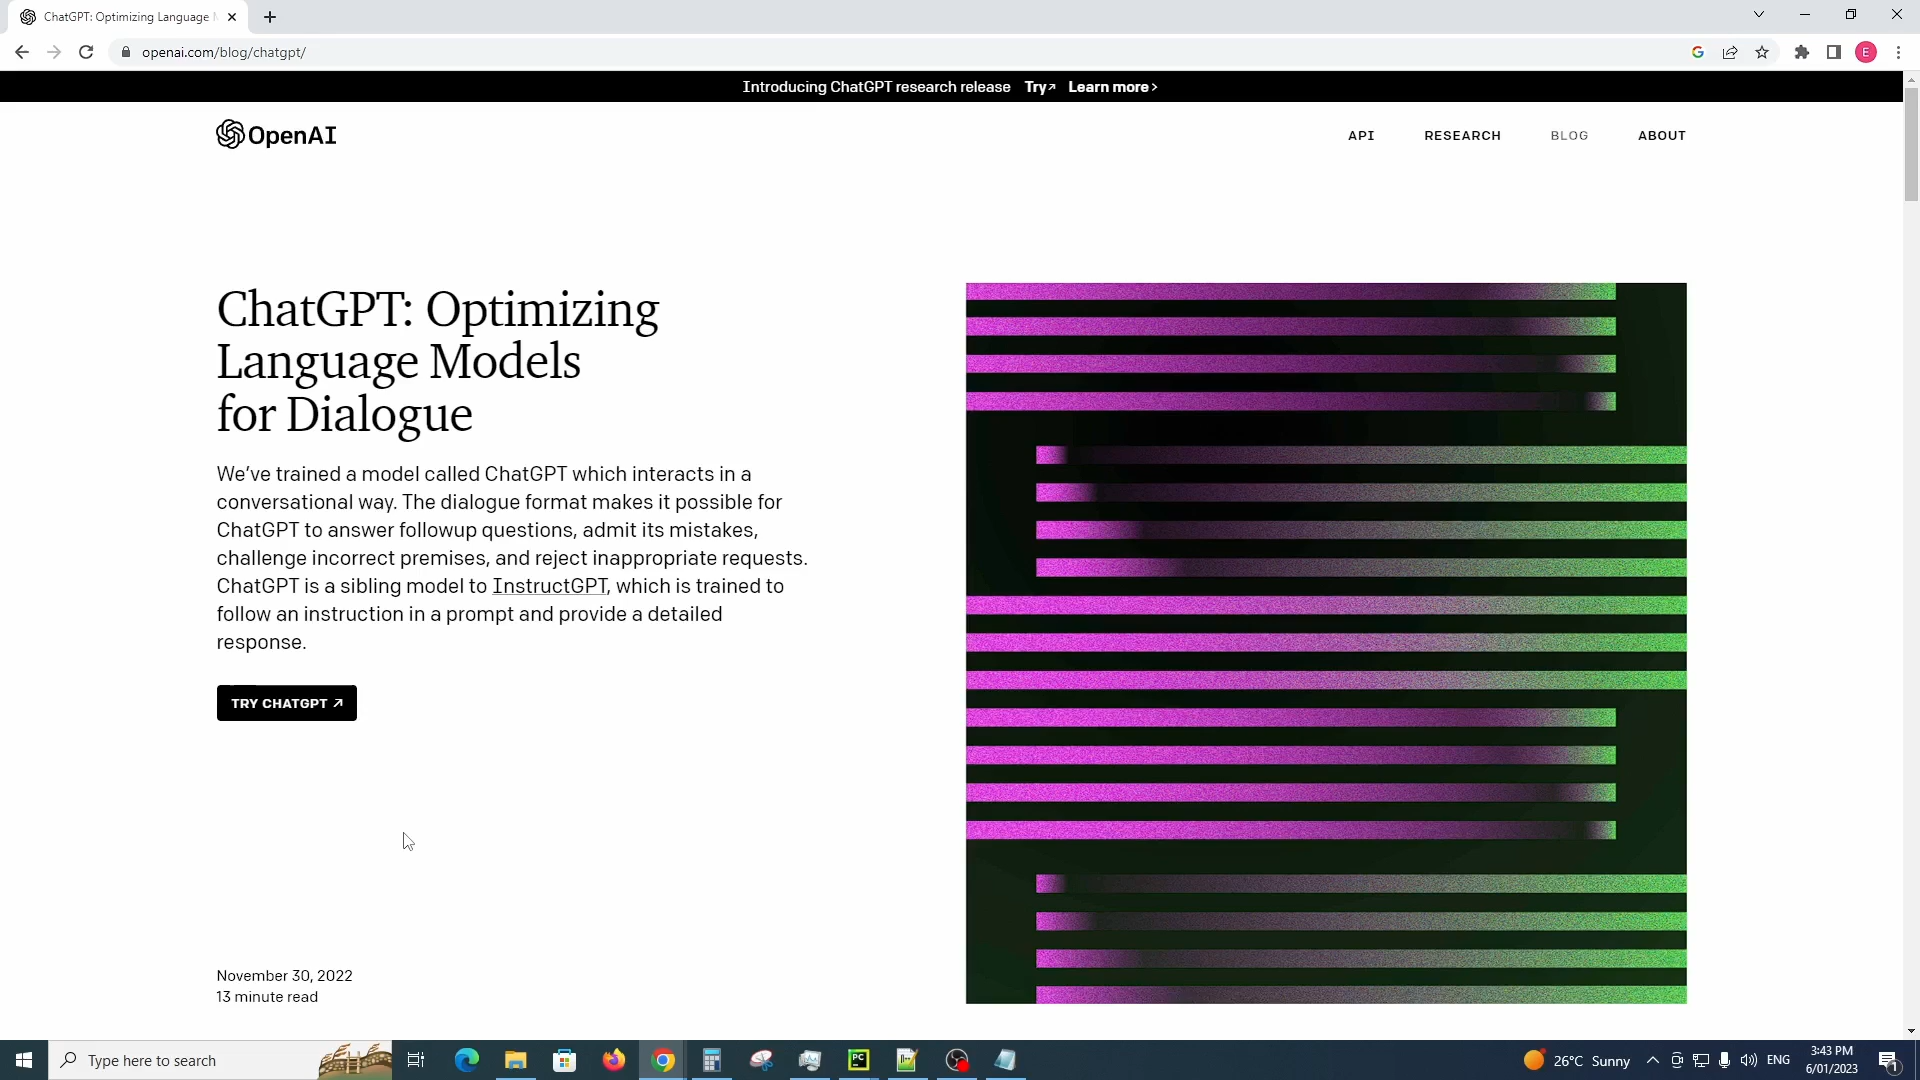 ChatGPT: Optimizing Language M
openai.com/blog/chatgpt/
G
E
Introducing ChatGPT research release Try↗ Learn more >
OpenAI
API RESEARCH BLOG ABOUT
ChatGPT: Optimizing
Language Models
for Dialogue
We’ve trained a model called ChatGPT which interacts in a
conversational way. The dialogue format makes it possible for
ChatGPT to answer followup questions, admit its mistakes,
challenge incorrect premises, and reject inappropriate requests.
ChatGPT is a sibling model to InstructGPT, which is trained to
follow an instruction in a prompt and provide a detailed
response.
TRY CHATGPT ↗
November 30, 2022
13 minute read
Type here to search
PC
26°C Sunny
ENG
3:43 PM
6/01/2023
1